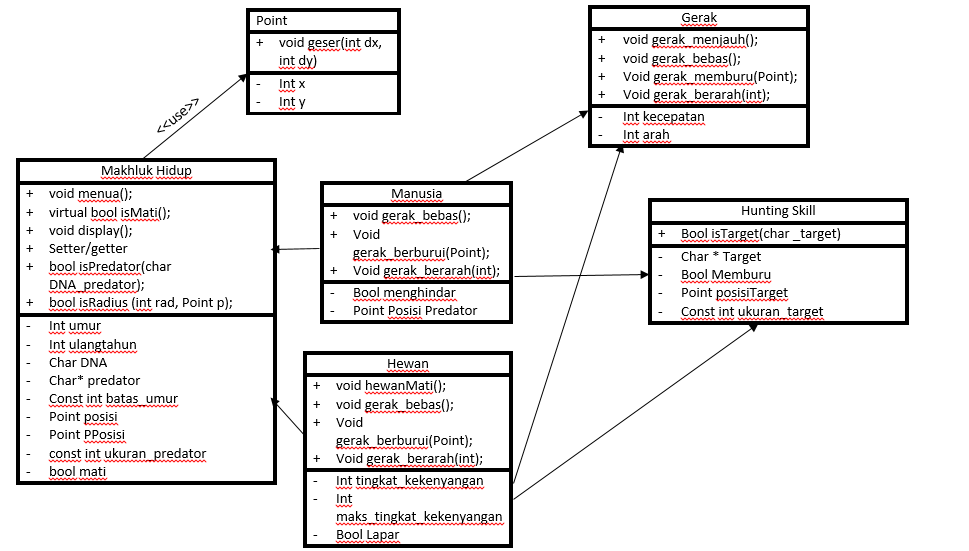 Point
+ void geser(int dx,
int dy)
- Int x
- Int y
<<use>>
Gerak
+ void gerak_menjauh();
+ void gerak_bebas();
+ Void gerak_memburu(Point);
+ Void gerak_berarah(int);
- Int kecepatan
- Int arah
Makhluk Hidup
+ void menua();
+ virtual bool isMati();
+ void display();
+ Setter/getter
+ bool isPredator(char
DNA_predator);
+ bool isRadius (int rad, Point p);
- Int umur
- Int ulangtahun
- Char DNA
- Char* predator
- Const int batas_umur
- Point posisi
- Point PPosisi
- const int ukuran_predator
- bool mati
Manusia
+ void gerak_bebas();
+ Void
gerak_berburui(Point);
+ Void gerak_berarah(int);
- Bool menghindar
- Point Posisi Predator
Hunting Skill
+ Bool isTarget(char _target)
- Char * Target
- Bool Memburu
- Point posisiTarget
- Const int ukuran_target
Hewan
+ void hewanMati();
+ void gerak_bebas();
+ Void
gerak_berburui(Point);
+ Void gerak_berarah(int);
- Int tingkat_kekenyangan
- Int
maks_tingkat_kekenyangan
- Bool Lapar